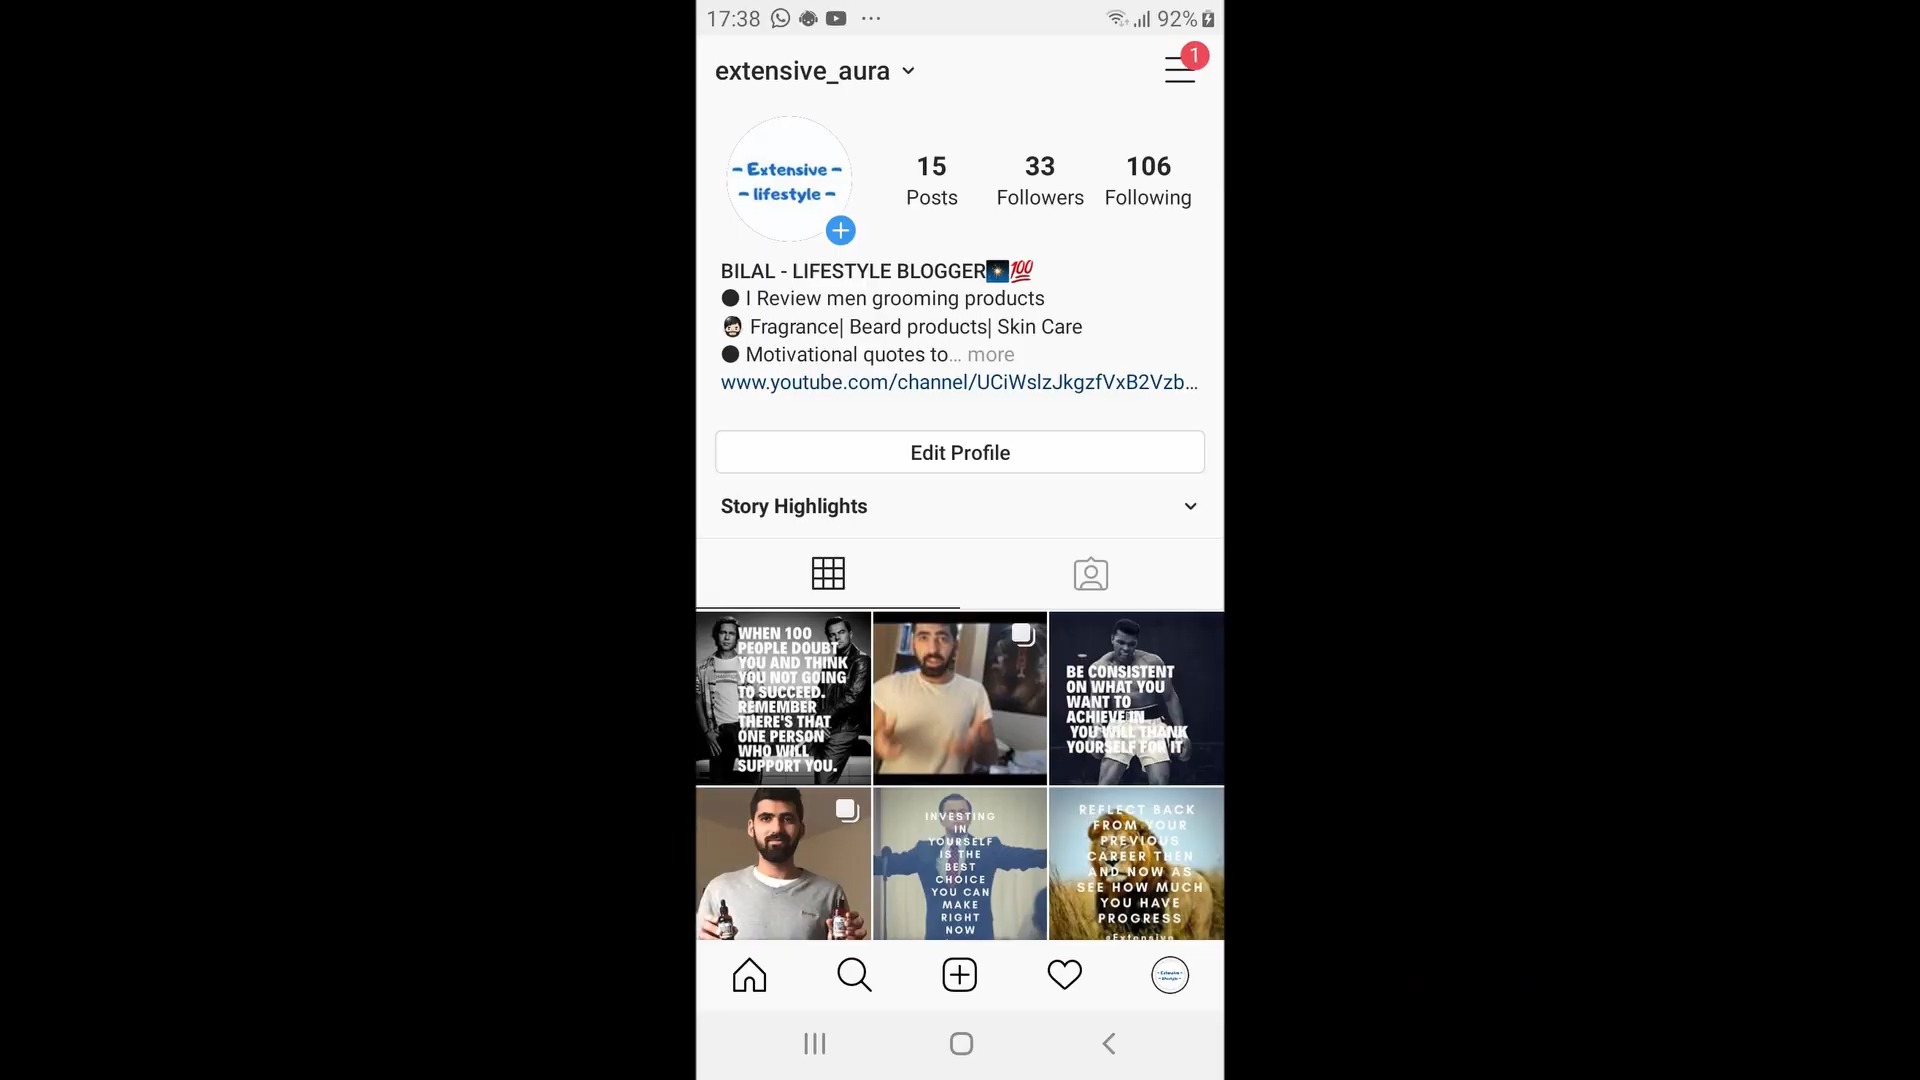 17:38
92%
extensive_aura
1
- Extensive -
- lifestyle -
15
33
106
Posts
Followers
Following
BILAL - LIFESTYLE BLOGGER🎇💯
● I Review men grooming products
🧔🏻 Fragrance| Beard products| Skin Care
● Motivational quotes to… more
www.youtube.com/channel/UCiWslzJkgzfVxB2Vzb...
Edit Profile
Story Highlights
WHEN 100
PEOPLE DOUBT
YOU AND THINK
YOU NOT GOING
TO SUCCEED.
REMEMBER
THERE'S THAT
ONE PERSON
WHO WILL
SUPPORT YOU.
BE CONSISTENT
ON WHAT YOU
WANT TO
ACHIEVE IN
YOU WILL THANK
YOURSELF FOR IT
INVESTING
IN
YOURSELF
IS THE
BEST
CHOICE
YOU CAN
MAKE
RIGHT
NOW
REFLECT BACK
FROM YOUR
PREVIOUS
CAREER THEN
AND NOW AS
SEE HOW MUCH
YOU HAVE
PROGRESS
@Extensive